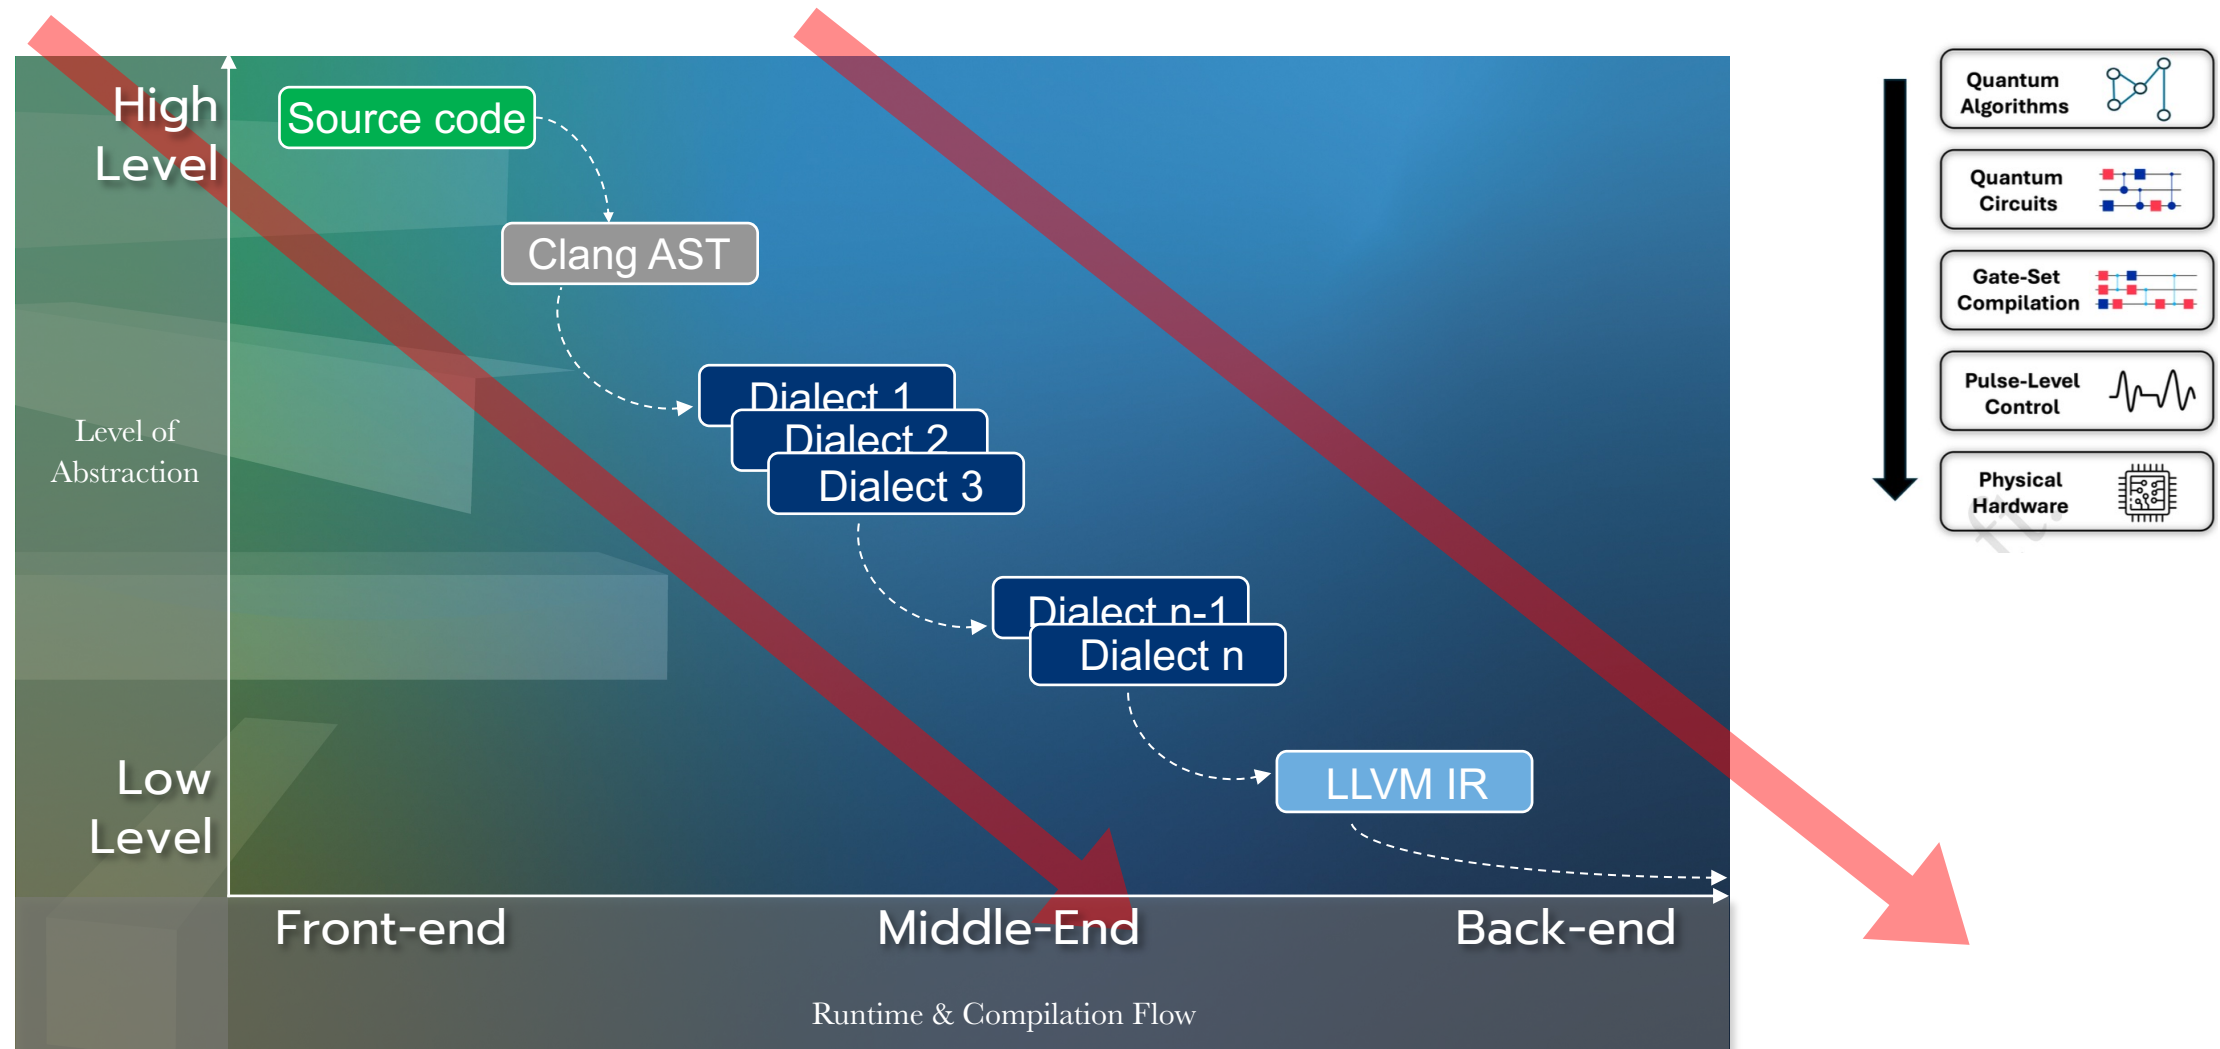 High
Level
Source code
Clang AST
Dialect 1
Dialect 2
Dialect 3
Level of
Abstraction
Dialect n-1
Dialect n
LLVM IR
Low
Level
Front-end
Middle-End
Back-end
Runtime & Compilation Flow
Quantum
Algorithms
Quantum
Circuits
Gate-Set
Compilation
Pulse-Level
Control
Physical
Hardware